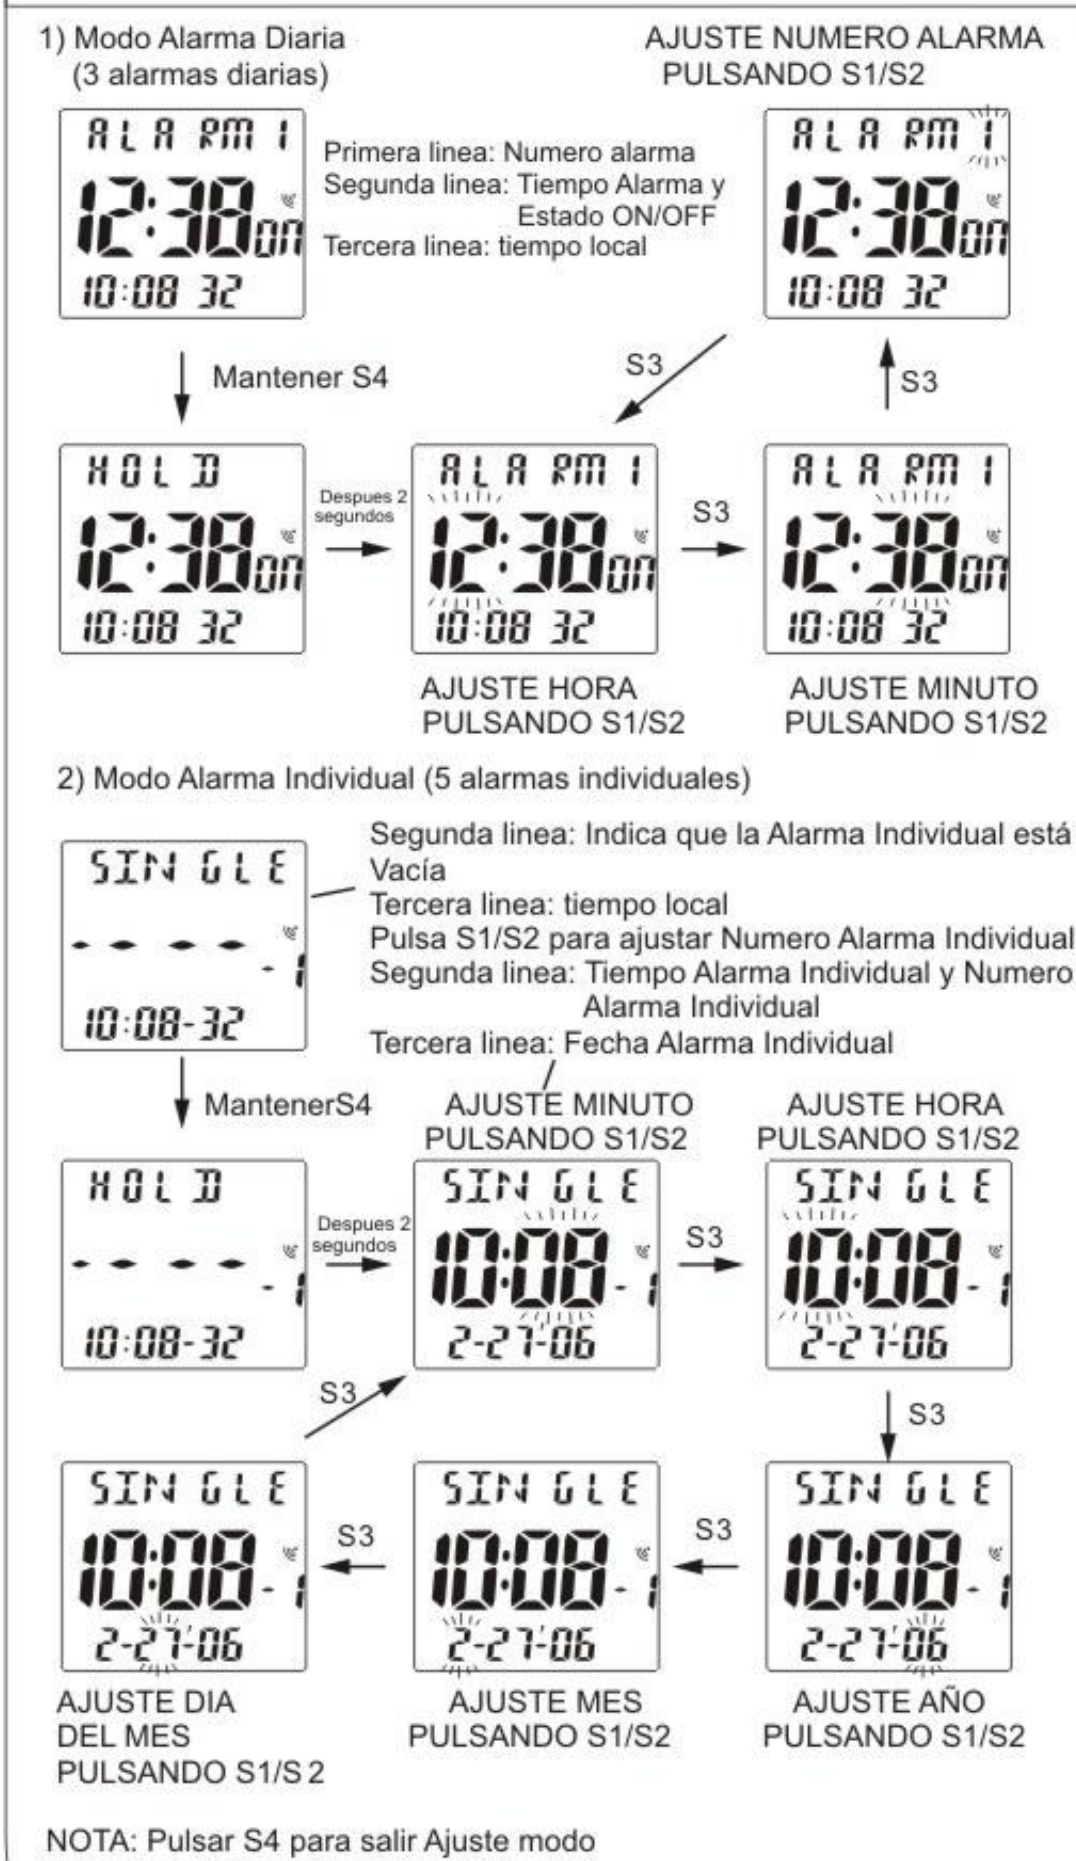 1) Modo Alarma Diaria
(3 alarmas diarias)
AJUSTE NUMERO ALARMA
PULSANDO S1/S2
ALARM 1
12:38 on
10:08 32
Primera linea: Numero alarma
Segunda linea: Tiempo Alarma y
Estado ON/OFF
Tercera linea: tiempo local
ALARM 1
12:38 on
10:08 32
Mantener S4
S3
S3
HOLD
12:38 on
10:08 32
Despues 2
segundos
ALARM 1
12:38 on
10:08 32
S3
ALARM 1
12:38 on
10:08 32
AJUSTE HORA
PULSANDO S1/S2
AJUSTE MINUTO
PULSANDO S1/S2
2) Modo Alarma Individual (5 alarmas individuales)
SINGLE
-- -- -1
10:08-32
Segunda linea: Indica que la Alarma Individual está
Vacía
Tercera linea: tiempo local
Pulsa S1/S2 para ajustar Numero Alarma Individual
Segunda linea: Tiempo Alarma Individual y Numero
Alarma Individual
Tercera linea: Fecha Alarma Individual
MantenerS4
AJUSTE MINUTO
PULSANDO S1/S2
AJUSTE HORA
PULSANDO S1/S2
HOLD
-- -- -1
10:08-32
Despues 2
segundos
SINGLE
10:08 -1
2-27'-06
S3
SINGLE
10:08 -1
2-27'-06
S3
S3
SINGLE
10:08 -1
2-27'-06
S3
SINGLE
10:08 -1
2-27'-06
S3
SINGLE
10:08 -1
2-27'-06
AJUSTE DIA
DEL MES
PULSANDO S1/S 2
AJUSTE MES
PULSANDO S1/S2
AJUSTE AÑO
PULSANDO S1/S2
NOTA: Pulsar S4 para salir Ajuste modo